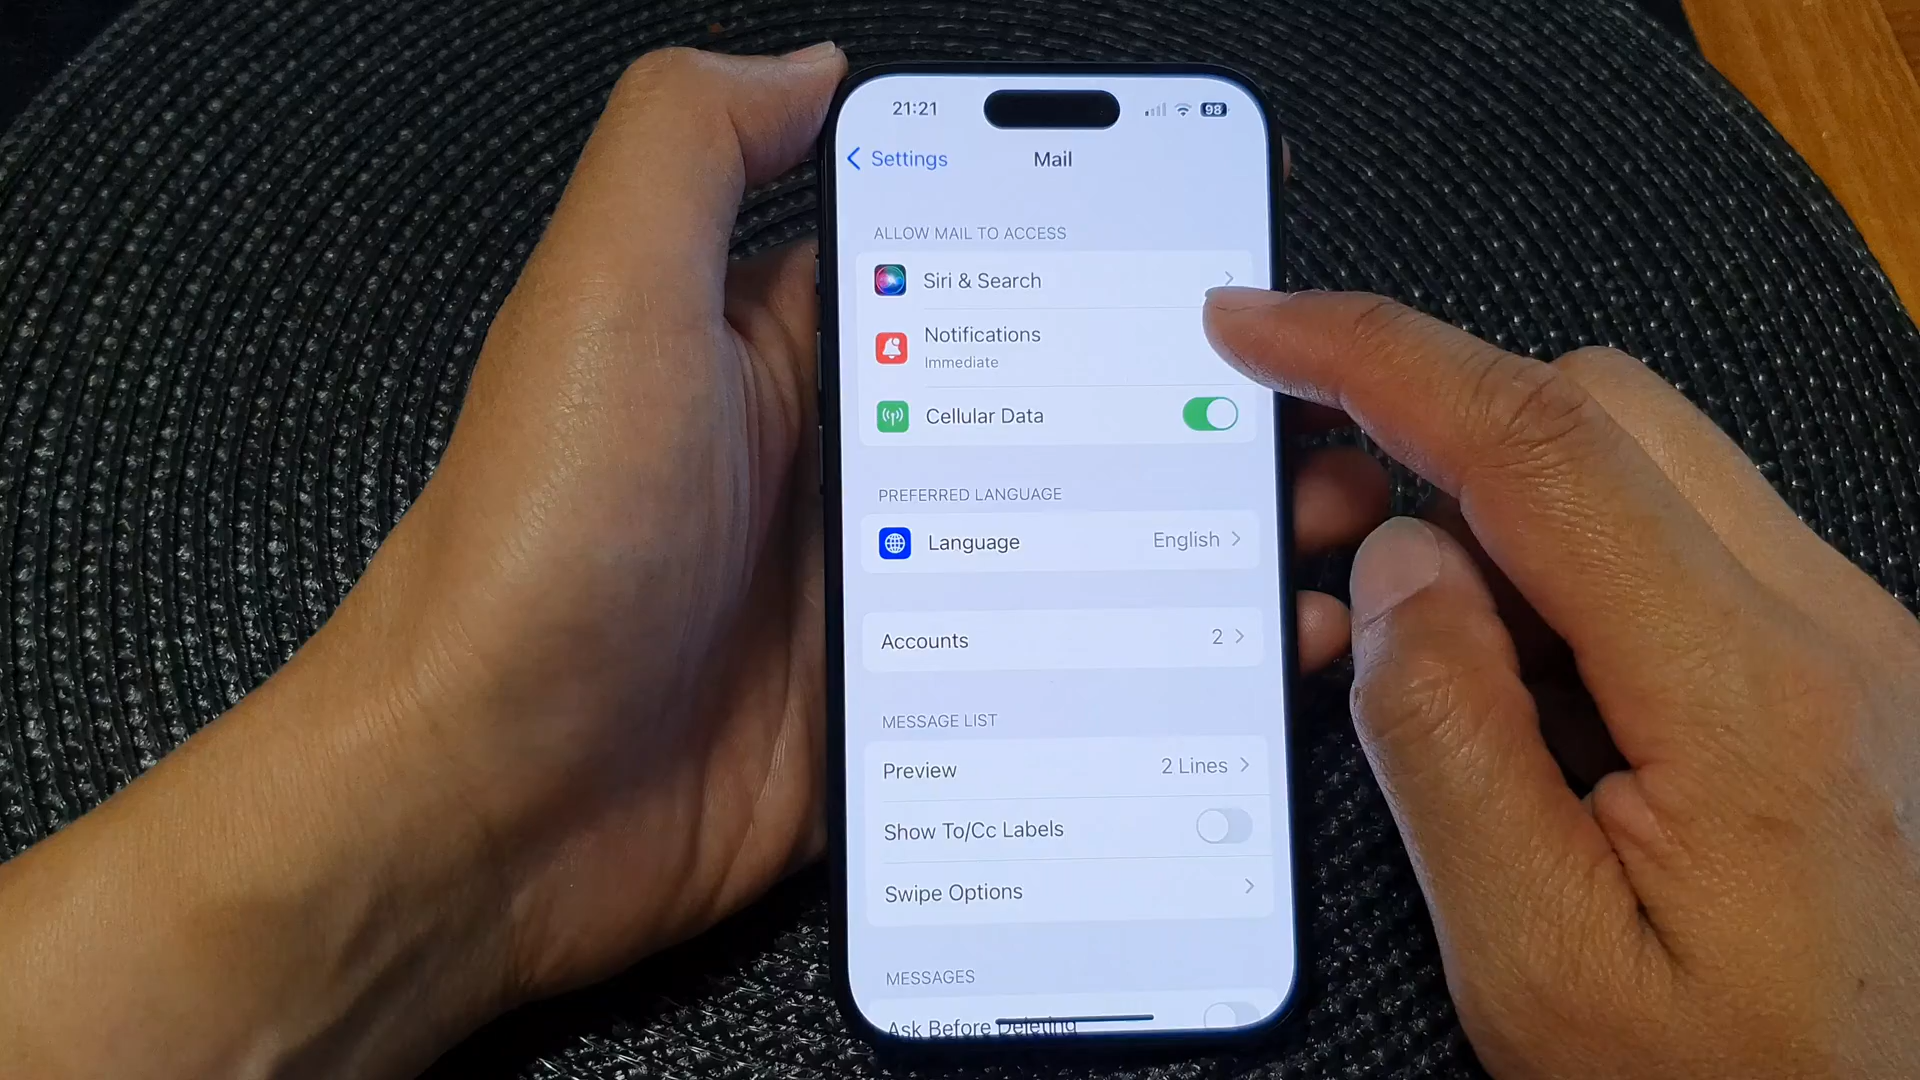 21:21
98
Settings
Mail
ALLOW MAIL TO ACCESS
Siri & Search
Notifications
Immediate
Cellular Data
PREFERRED LANGUAGE
Language
English
Accounts
2
MESSAGE LIST
Preview
2 Lines
Show To/Cc Labels
Swipe Options
MESSAGES
Ask Before Deleting